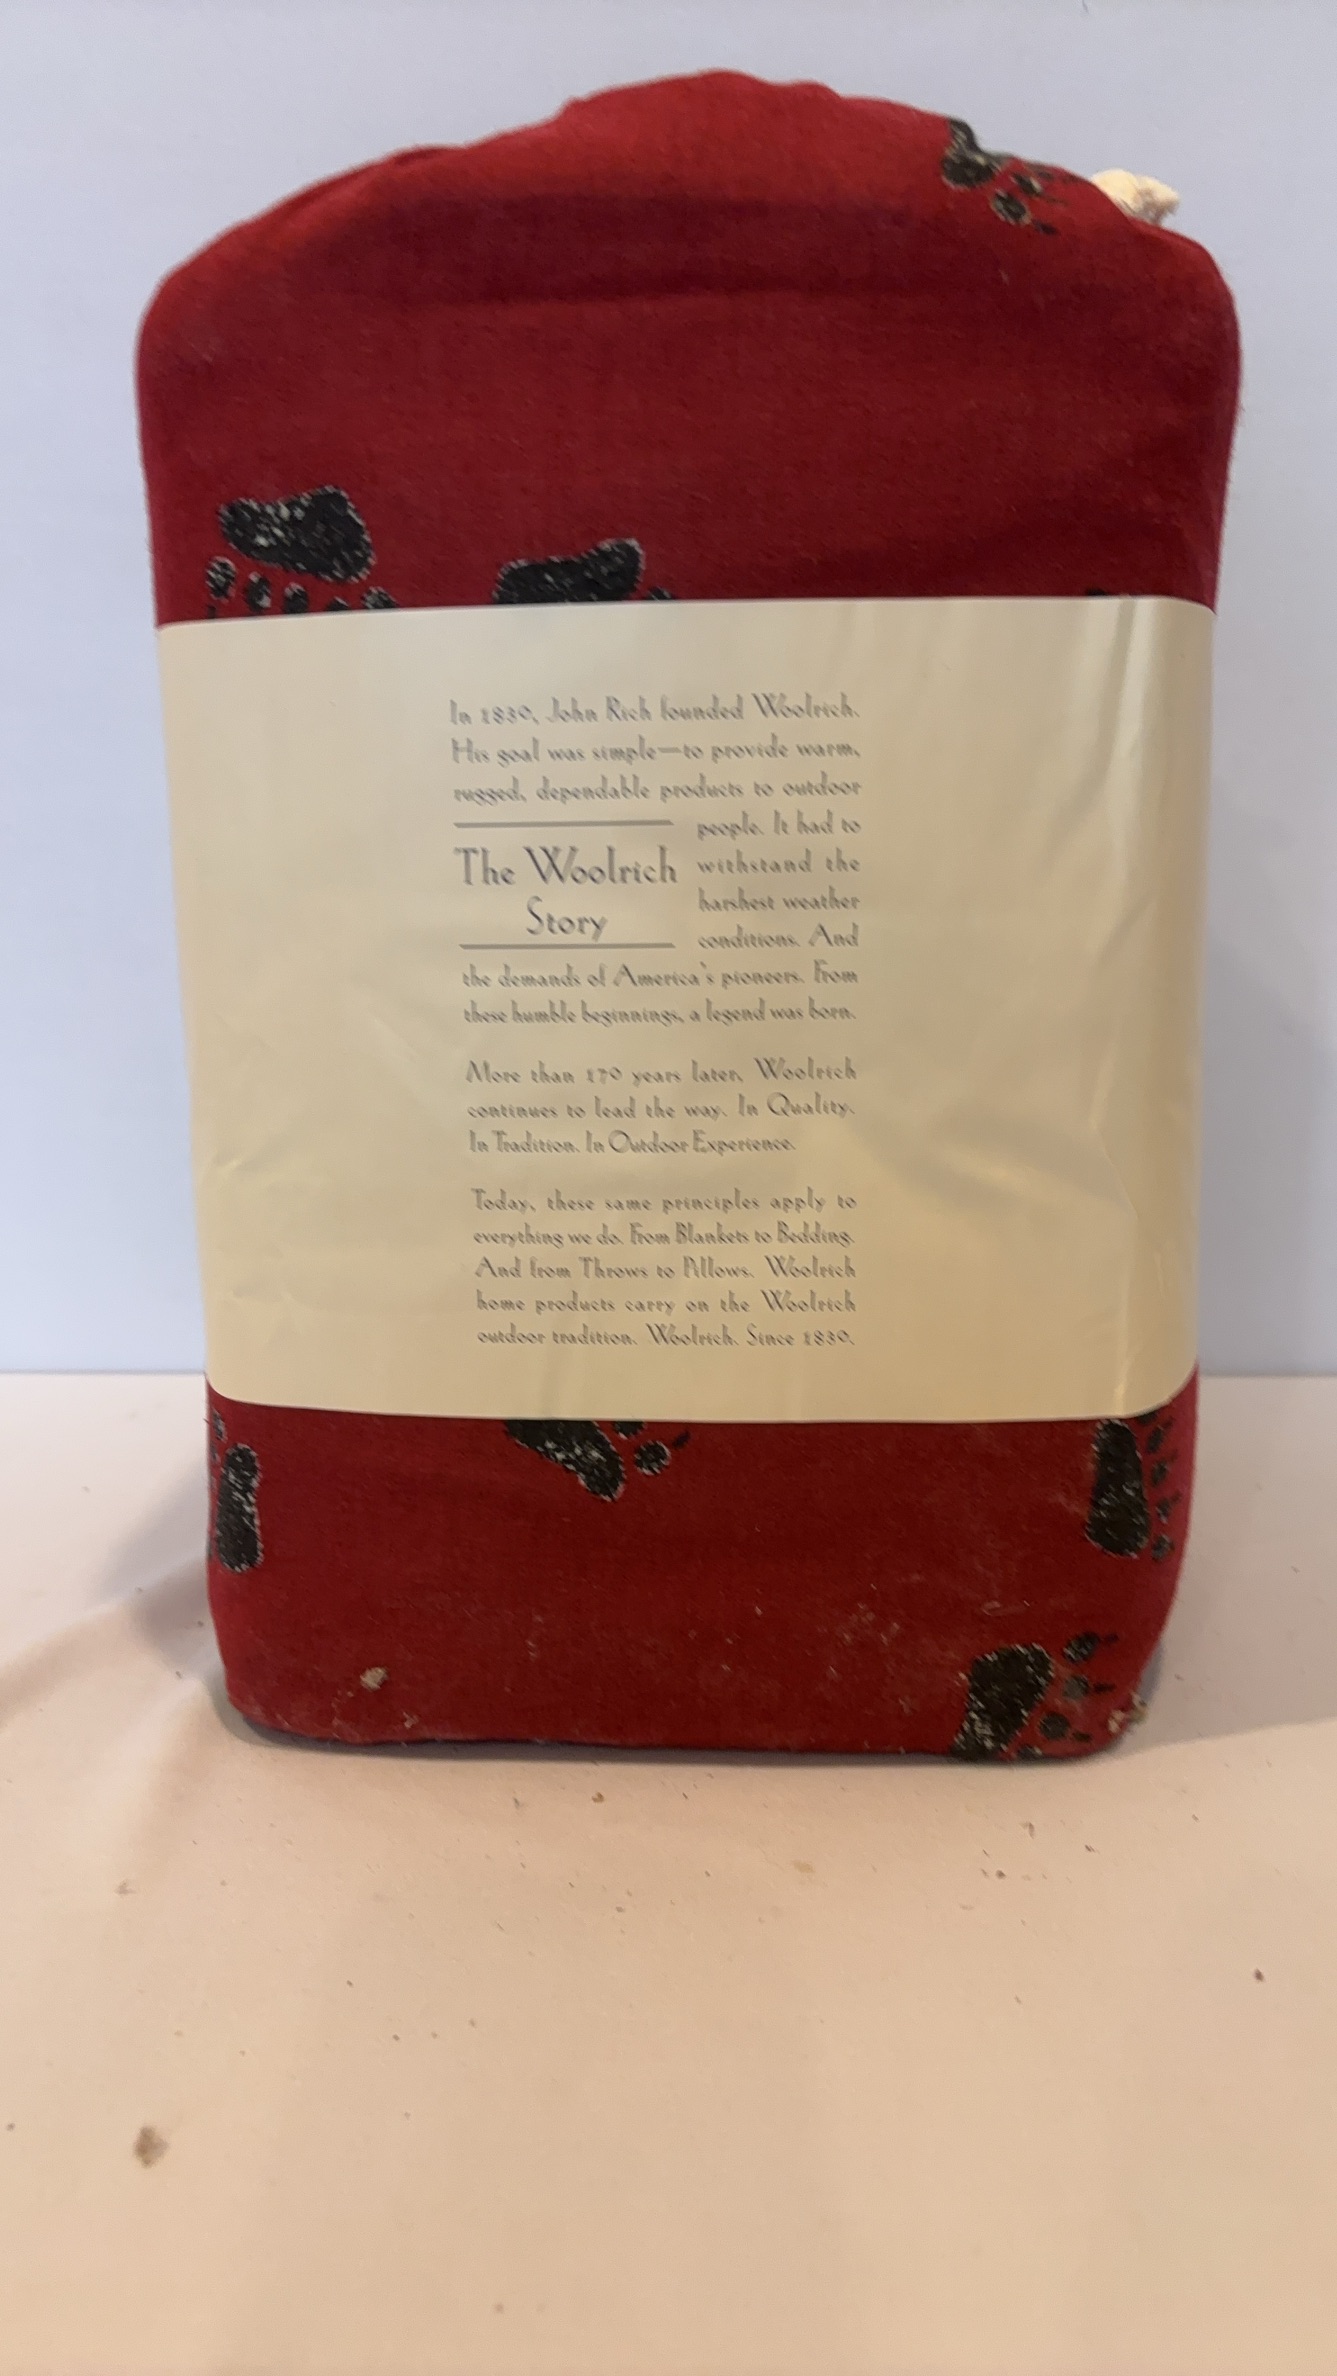 In 1830, John Rich founded Woolrich.
His goal was simple—to provide warm,
rugged, dependable products to outdoor
people. It had to
withstand the
harshest weather
conditions. And
The Woolrich
Story
the demands of America's pioneers. From
these humble beginnings, a legend was born.
More than 170 years later, Woolrich
continues to lead the way. In Quality.
In Tradition. In Outdoor Experience.
Today, these same principles apply to
everything we do. From Blankets to Bedding.
And from Throws to Pillows. Woolrich
home products carry on the Woolrich
outdoor tradition. Woolrich. Since 1830.